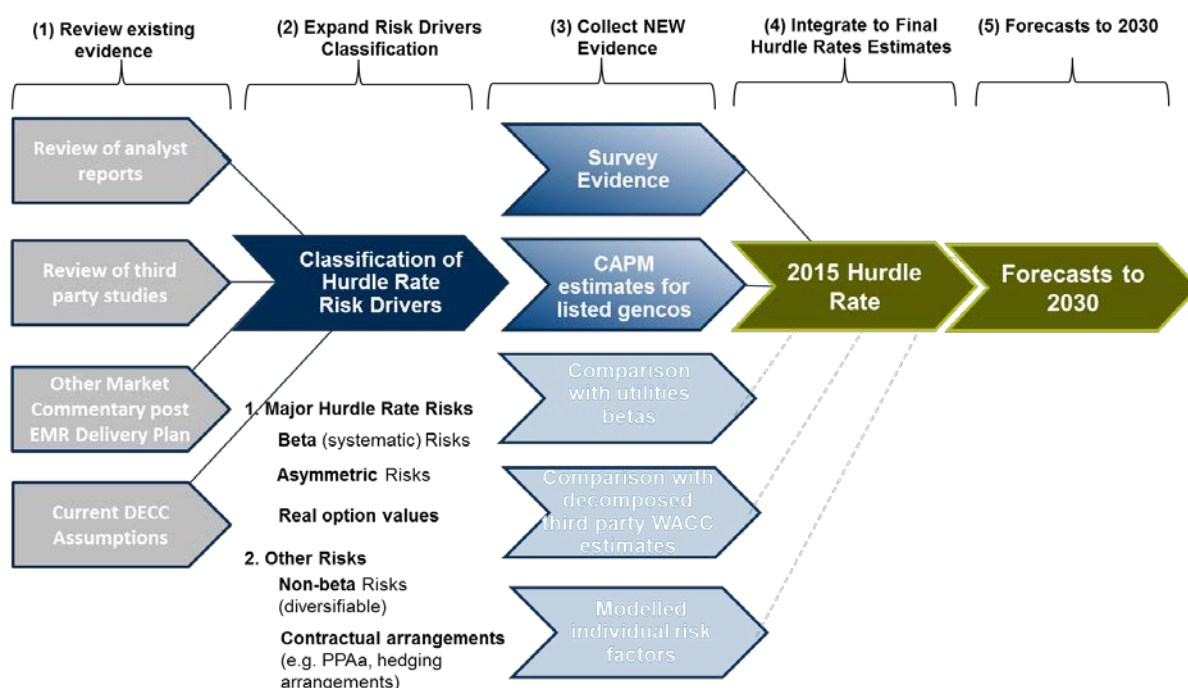 (1) Review existing
evidence
(2) Expand Risk Drivers
Classification
(3) Collect NEW
Evidence
(4) Integrate to Final
Hurdle Rates Estimates
(5) Forecasts to 2030
Review of analyst
reports
Review of third
party studies
Other Market
Commentary post
EMR Delivery Plan
Current DECC
Assumptions
Classification of
Hurdle Rate
Risk Drivers
1. Major Hurdle Rate Risks
Beta (systematic) Risks
Asymmetric Risks
Real option values
2. Other Risks
Non-beta Risks
(diversifiable)
Contractual arrangements
(e.g. PPAa, hedging
arrangements)
Survey
Evidence
CAPM
estimates for
listed gencos
Comparison
with utilities
betas
Comparison with
decomposed
third party WACC
estimates
Modelled
individual risk
factors
2015 Hurdle
Rate
Forecasts to
2030